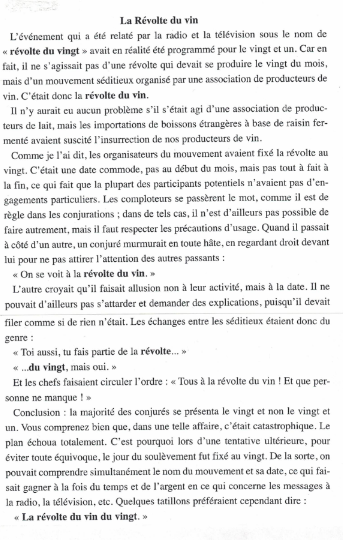 La Révolte du vin
L'événement qui a été relaté par la radio et la télévision sous le nom de
« révolte du vingt » avait en réalité été programmé pour le vingt et un. Car en
fait, il ne s'agissait pas d'une révolte qui devait se produire le vingt du mois,
mais d'un mouvement séditieux organisé par une association de producteurs de
vin. C'était donc la révolte du vin.
Il n'y aurait eu aucun problème s'il s'était agi d'une association de produc-
teurs de lait, mais les importations de boissons étrangères à base de raisin fer-
menté avaient suscité l'insurrection de nos producteurs de vin.
Comme je l'ai dit, les organisateurs du mouvement avaient fixé la révolte au
vingt. C'était une date commode, pas au début du mois, mais pas tout à fait à
la fin, ce qui fait que la plupart des participants potentiels n'avaient pas d'en-
gagements particuliers. Les comploteurs se passèrent le mot, comme il est de
règle dans les conjurations ; dans de tels cas, il n'est d'ailleurs pas possible de
faire autrement, mais il faut respecter les précautions d'usage. Quand il passait
à côté d'un autre, un conjuré murmurait en toute hâte, en regardant droit devant
lui pour ne pas attirer l'attention des autres passants :
« On se voit à la révolte du vin. »
L'autre croyait qu'il faisait allusion non à leur activité, mais à la date. Il ne
pouvait d'ailleurs pas s'attarder et demander des explications, puisqu'il devait
filer comme si de rien n'était. Les échanges entre les séditieux étaient donc du
genre :
« Toi aussi, tu fais partie de la révolte... »
« ...du vingt, mais oui. »
Et les chefs faisaient circuler l'ordre : « Tous à la révolte du vin ! Et que per-
sonne ne manque ! »
Conclusion : la majorité des conjurés se présenta le vingt et non le vingt et
un. Vous comprenez bien que, dans une telle affaire, c'était catastrophique. Le
plan échoua totalement. C'est pourquoi lors d'une tentative ultérieure, pour
éviter toute équivoque, le jour du soulèvement fut fixé au vingt. De la sorte, on
pouvait comprendre simultanément le nom du mouvement et sa date, ce qui fai-
sait gagner à la fois du temps et de l'argent en ce qui concerne les messages à
la radio, la télévision, etc. Quelques tatillons préféraient cependant dire :
« La révolte du vin du vingt. »